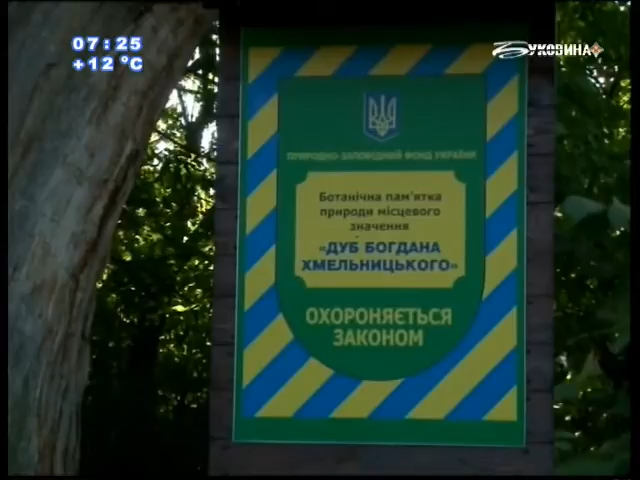 07:25
+12 °C
БУКОВИНА
ПРИРОДНО-ЗАПОВІДНИЙ ФОНД УКРАЇНИ
Ботанічна пам'ятка
природи місцевого
значення
«ДУБ БОГДАНА
ХМЕЛЬНИЦЬКОГО»
ОХОРОНЯЄТЬСЯ
ЗАКОНОМ